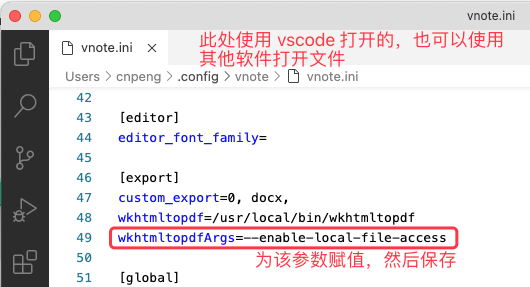 vnote.ini
vnote.ini
此处使用 vscode 打开的，也可以使用
其他软件打开文件
Users > cnpeng > .config > vnote > vnote.ini
42
43 [editor]
44 editor_font_family=
45
46 [export]
47 custom_export=0, docx,
48 wkhtmltopdf=/usr/local/bin/wkhtmltopdf
49 wkhtmltopdfArgs=--enable-local-file-access
50 为该参数赋值，然后保存
51 [global]